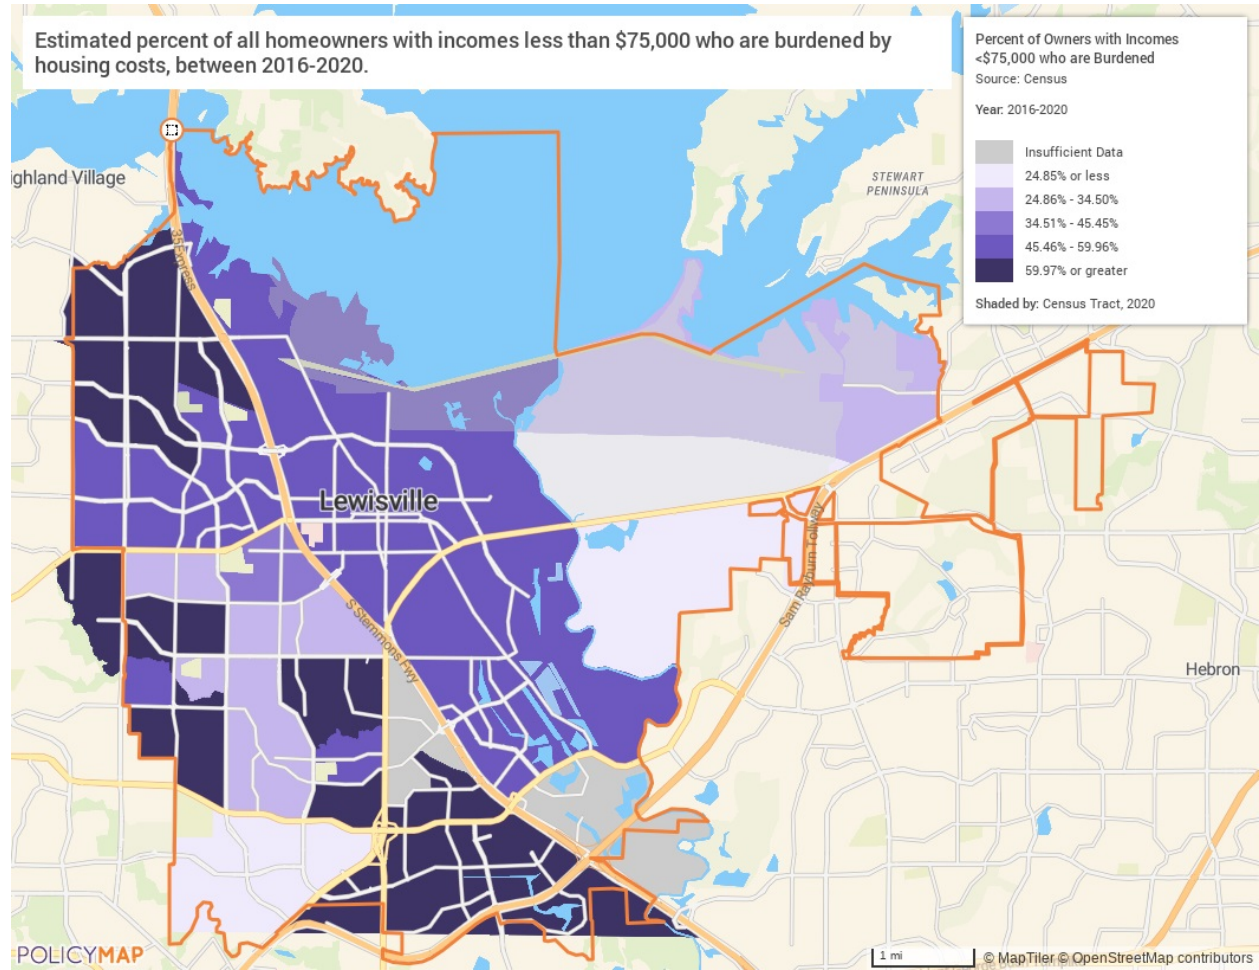 Estimated percent of all homeowners with incomes less than $75,000 who are burdened by
housing costs, between 2016-2020.
Percent of Owners with Incomes
<$75,000 who are Burdened
Source: Census
Year: 2016-2020
Insufficient Data
24.85% or less
24.86% - 34.50%
34.51% - 45.45%
45.46% - 59.96%
59.97% or greater
Shaded by: Census Tract, 2020
ighland Village
STEWART
PENINSULA
35Express
Lewisville
S Stemmons Fwy
Sam Rayburn Tollway
Hebron
POLICYMAP
1 mi
© MapTiler © OpenStreetMap contributors